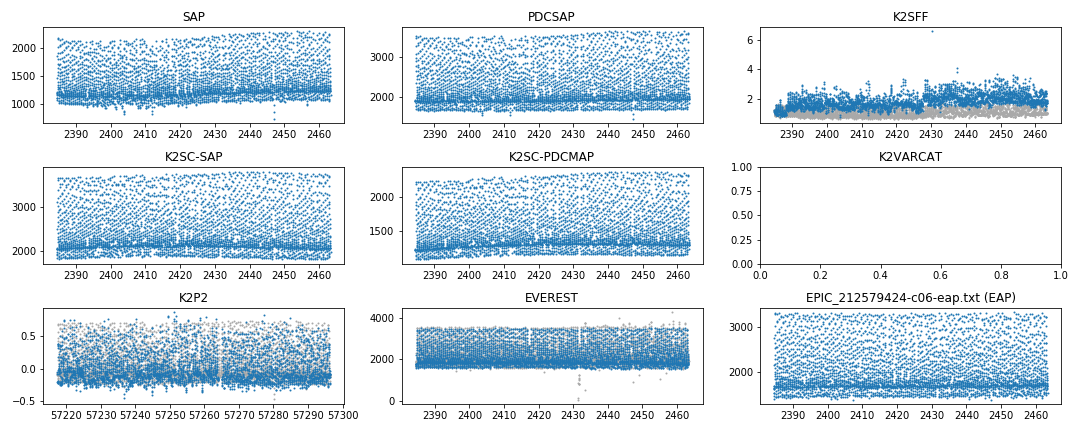 SAP
2000
1500
1000
2390 2400 2410 2420 2430 2440 2450 2460
PDCSAP
3000
2000
2390 2400 2410 2420 2430 2440 2450 2460
K2SFF
6
4
2
2390 2400 2410 2420 2430 2440 2450 2460
K2SC-SAP
3000
2000
2390 2400 2410 2420 2430 2440 2450 2460
K2SC-PDCMAP
2000
1500
2390 2400 2410 2420 2430 2440 2450 2460
K2VARCAT
1.00
0.75
0.50
0.25
0.00
0.0 0.2 0.4 0.6 0.8 1.0
K2P2
0.5
0.0
−0.5
57220 57230 57240 57250 57260 57270 57280 57290 57300
EVEREST
4000
2000
0
2390 2400 2410 2420 2430 2440 2450 2460
EPIC_212579424-c06-eap.txt (EAP)
3000
2000
2390 2400 2410 2420 2430 2440 2450 2460